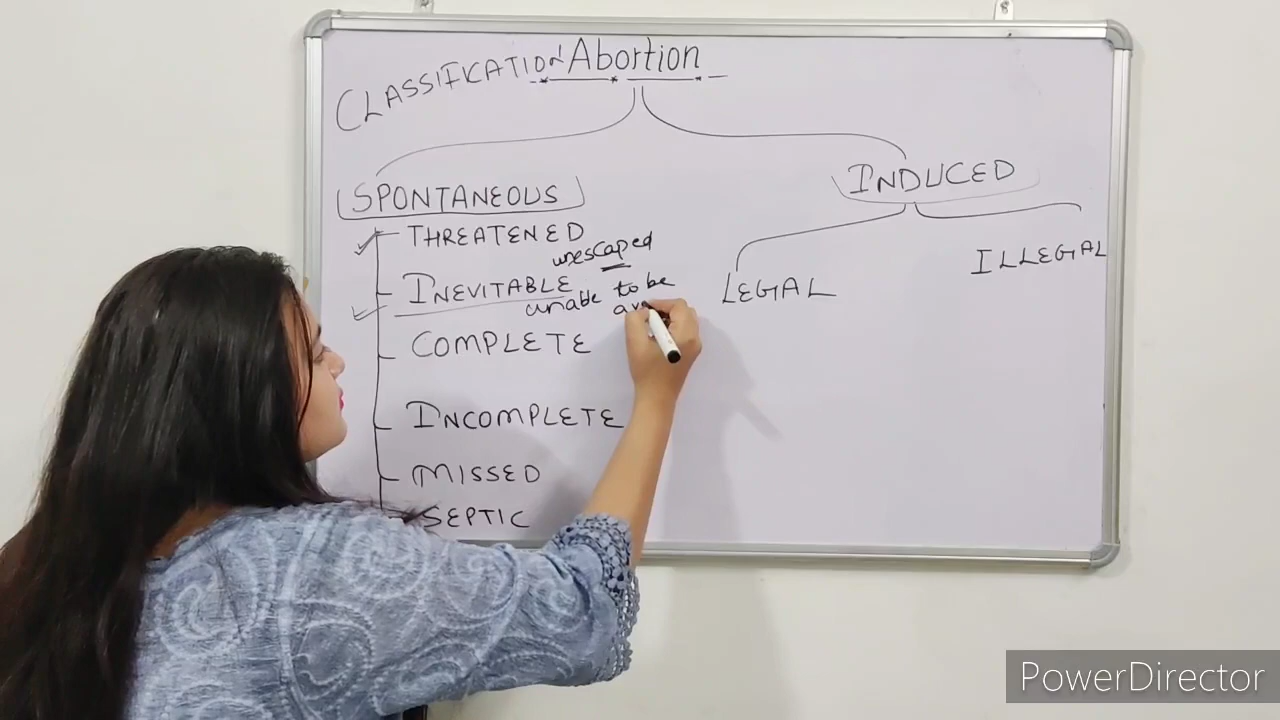 CLASSIFICATION Abortion
SPONTANEOUS
INDUCED
THREATENED
unescaped
INEVITABLE
unable to be
LEGAL
ILLEGAL
COMPLETE
INCOMPLETE
MISSED
SEPTIC
PowerDirector